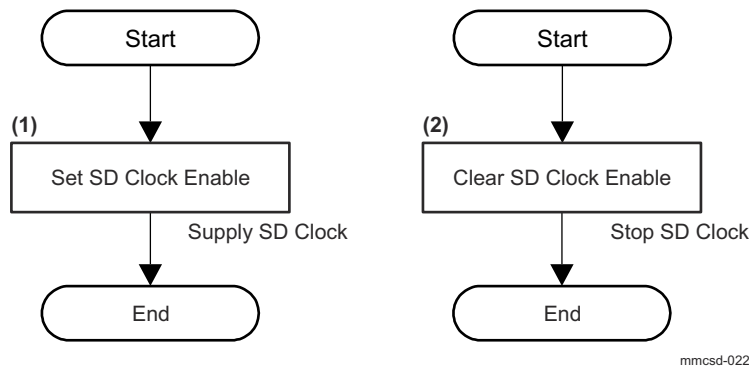 Start
(1)
Set SD Clock Enable
Supply SD Clock
End
Start
(2)
Clear SD Clock Enable
Stop SD Clock
End
mmcsd-022